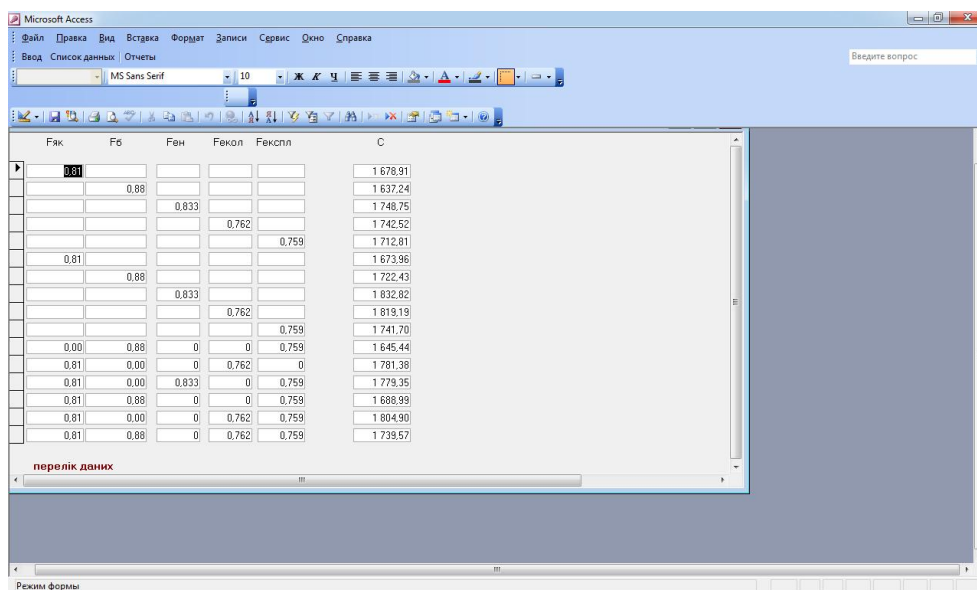 Microsoft Access
Файл Правка Вид Вставка Формат Записи Сервис Окно Справка
Ввод Список данных Отчеты Введите вопрос
MS Sans Serif 10 Ж К Ч
Fяк Fб Fен Fекол Fекспл С
0,81 1 678,91
0,88 1 637,24
0,833 1 748,75
0,762 1 742,52
0,759 1 712,81
0,81 1 673,96
0,88 1 722,43
0,833 1 832,82
0,762 1 819,19
0,759 1 741,70
0,00 0,88 0 0 0,759 1 645,44
0,81 0,00 0 0,762 0 1 781,38
0,81 0,00 0,833 0 0,759 1 779,35
0,81 0,88 0 0 0,759 1 688,99
0,81 0,00 0 0,762 0,759 1 804,90
0,81 0,88 0 0,762 0,759 1 739,57
перелік даних
Режим формы